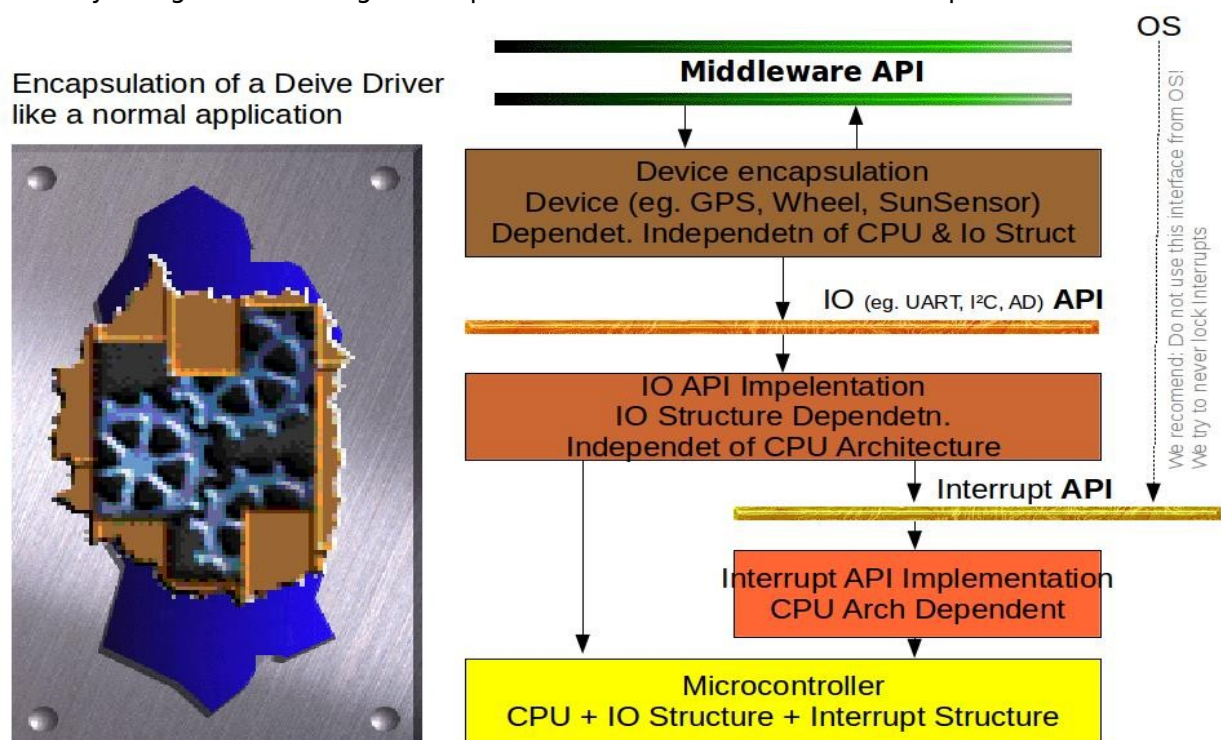 OS
Middleware API
Encapsulation of a Deive Driver
like a normal application
We recomend: Do not use this interface from OS!
We try to never lock Interrupts
Device encapsulation
Device (eg. GPS, Wheel, SunSensor)
Dependet. Independetn of CPU & Io Struct
IO (eg. UART, I²C, AD) API
IO API Impelentation
IO Structure Dependetn.
Independet of CPU Architecture
Interrupt API
Interrupt API Implementation
CPU Arch Dependent
Microcontroller
CPU + IO Structure + Interrupt Structure